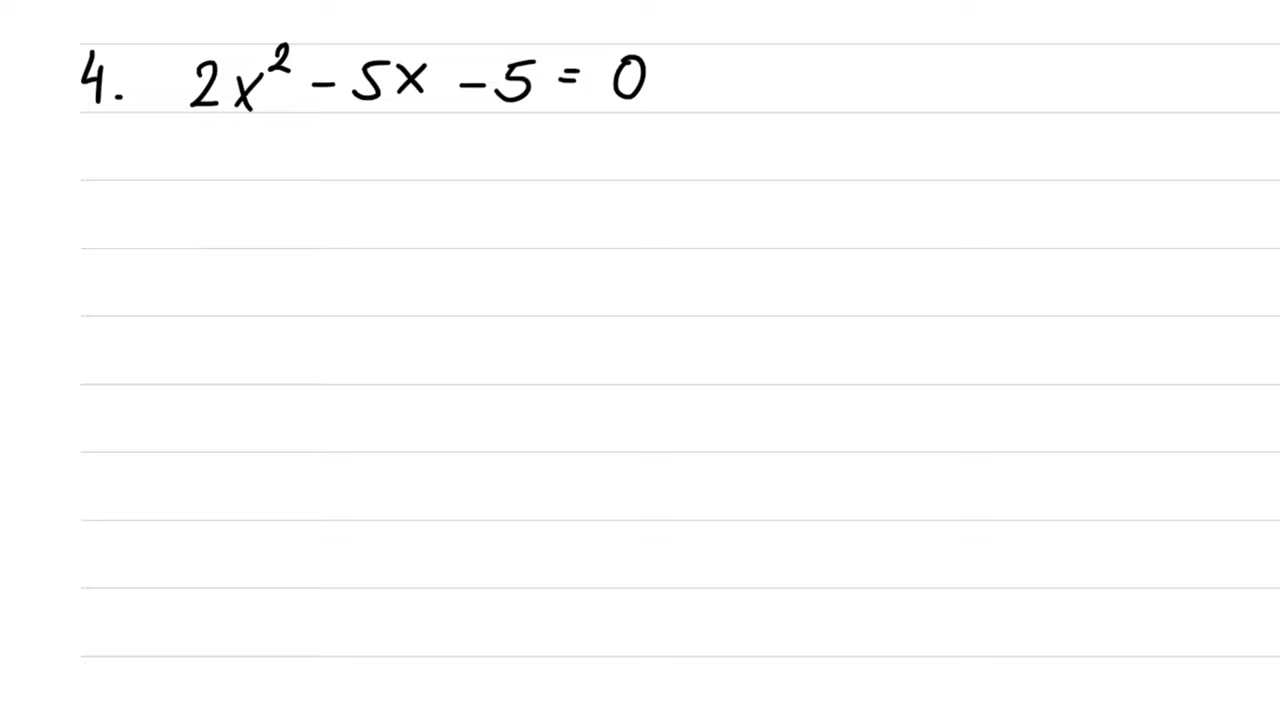 4. 2x² - 5x - 5 = 0